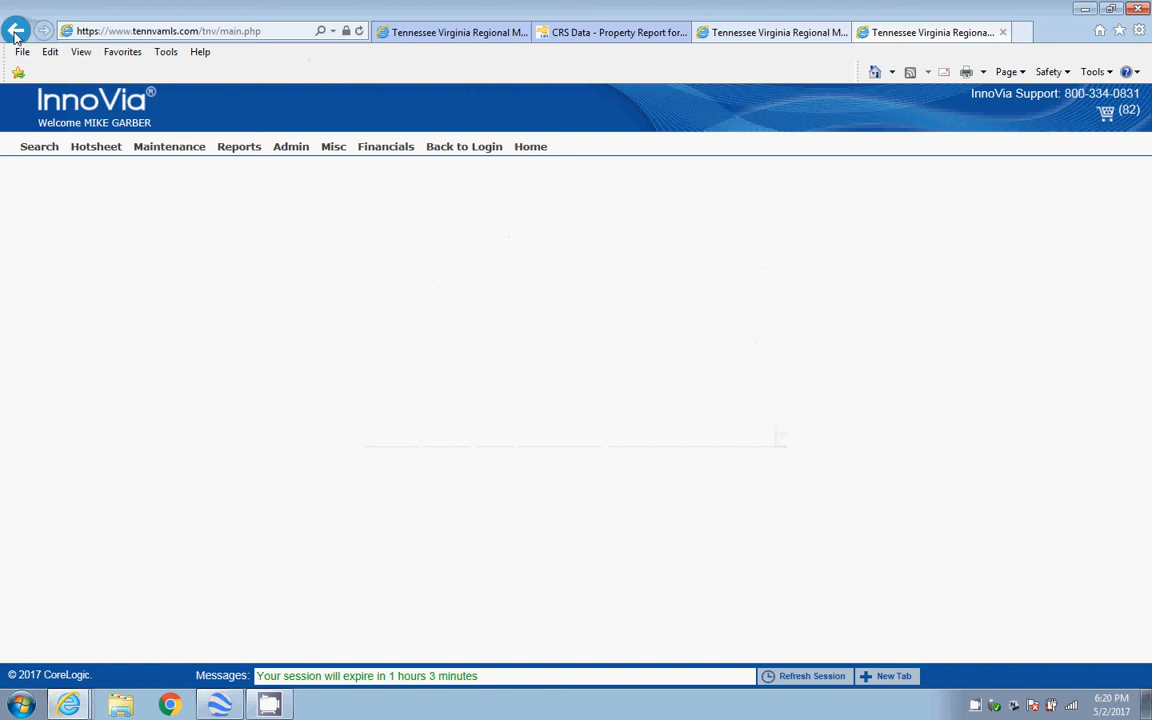 https://www.tennvamls.com/tnv/main.php
Tennessee Virginia Regional M...
CRS Data - Property Report for...
Tennessee Virginia Regional M...
Tennessee Virginia Regiona...
File Edit View Favorites Tools Help
Page Safety Tools
InnoVia®
InnoVia Support: 800-334-0831
Welcome MIKE GARBER
(82)
Search Hotsheet Maintenance Reports Admin Misc Financials Back to Login Home
© 2017 CoreLogic.
Messages: Your session will expire in 1 hours 3 minutes
Refresh Session
New Tab
6:20 PM
5/2/2017